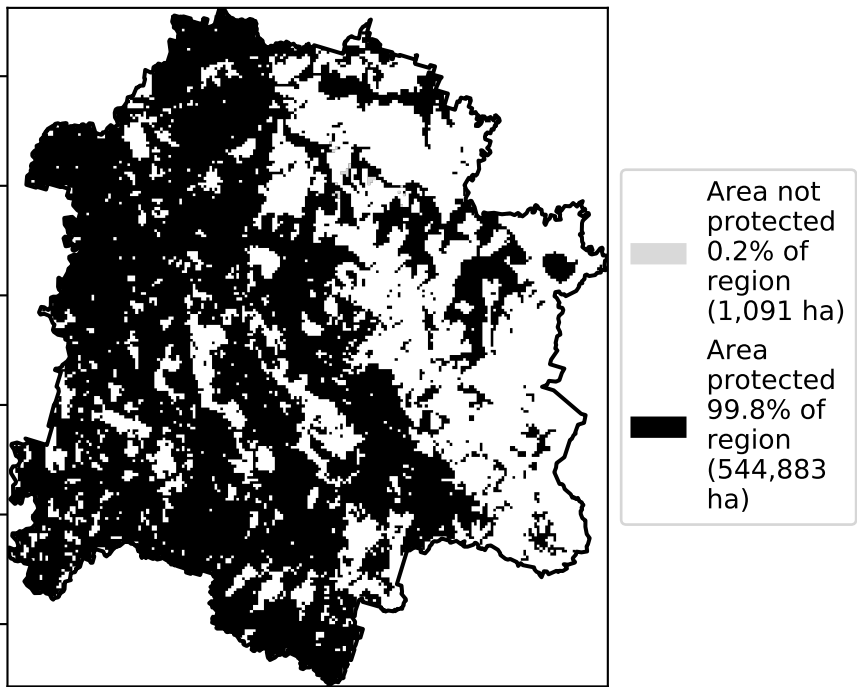 Area not
protected
0.2% of
region
(1,091 ha)
Area
protected
99.8% of
region
(544,883
ha)